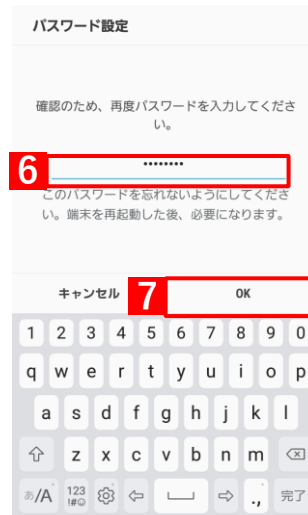 パスワード設定
確認のため、再度パスワードを入力してくださ
い。
6
••••••••
このパスワードを忘れないようにしてくださ
い。端末を再起動した後、必要になります。
キャンセル 7 OK
1 2 3 4 5 6 7 8 9 0
q w e r t y u i o p
a s d f g h j k l
z x c v b n m
あ/A 123 !#☺ ., 完了